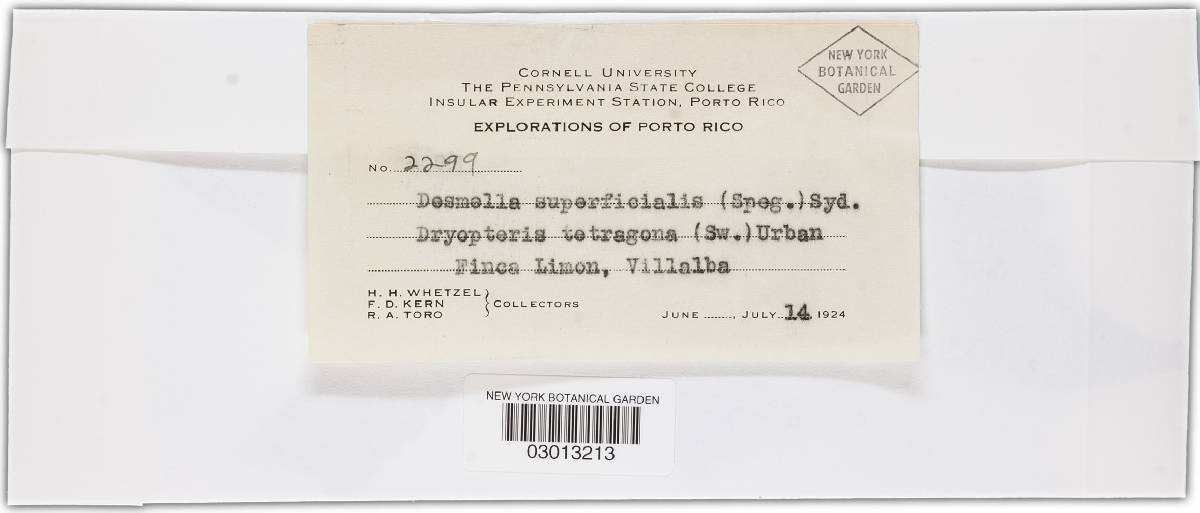 NEW YORK
BOTANICAL
GARDEN
CORNELL UNIVERSITY
THE PENNSYLVANIA STATE COLLEGE
INSULAR EXPERIMENT STATION, PORTO RICO
EXPLORATIONS OF PORTO RICO
No. 2299
Desmella superficialis (Speg.) Syd.
Dryopteris tetragona (Sw.) Urban
Finca Limon, Villalba
H. H. WHETZEL
F. D. KERN } COLLECTORS
R. A. TORO
JUNE ........, JULY 14, 1924
NEW YORK BOTANICAL GARDEN
03013213